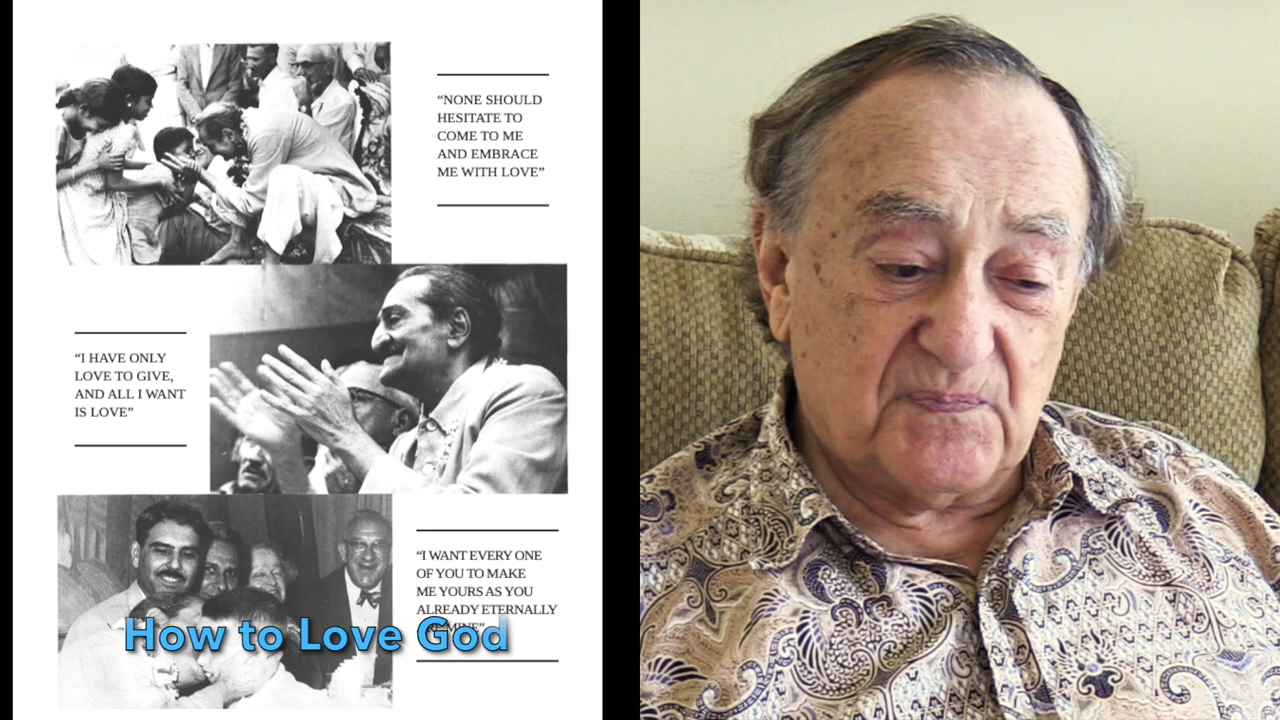 “NONE SHOULD
HESITATE TO
COME TO ME
AND EMBRACE
ME WITH LOVE”
“I HAVE ONLY
LOVE TO GIVE,
AND ALL I WANT
IS LOVE”
“I WANT EVERY ONE
OF YOU TO MAKE
ME YOURS AS YOU
ALREADY ETERNALLY
MINE”
How to Love God